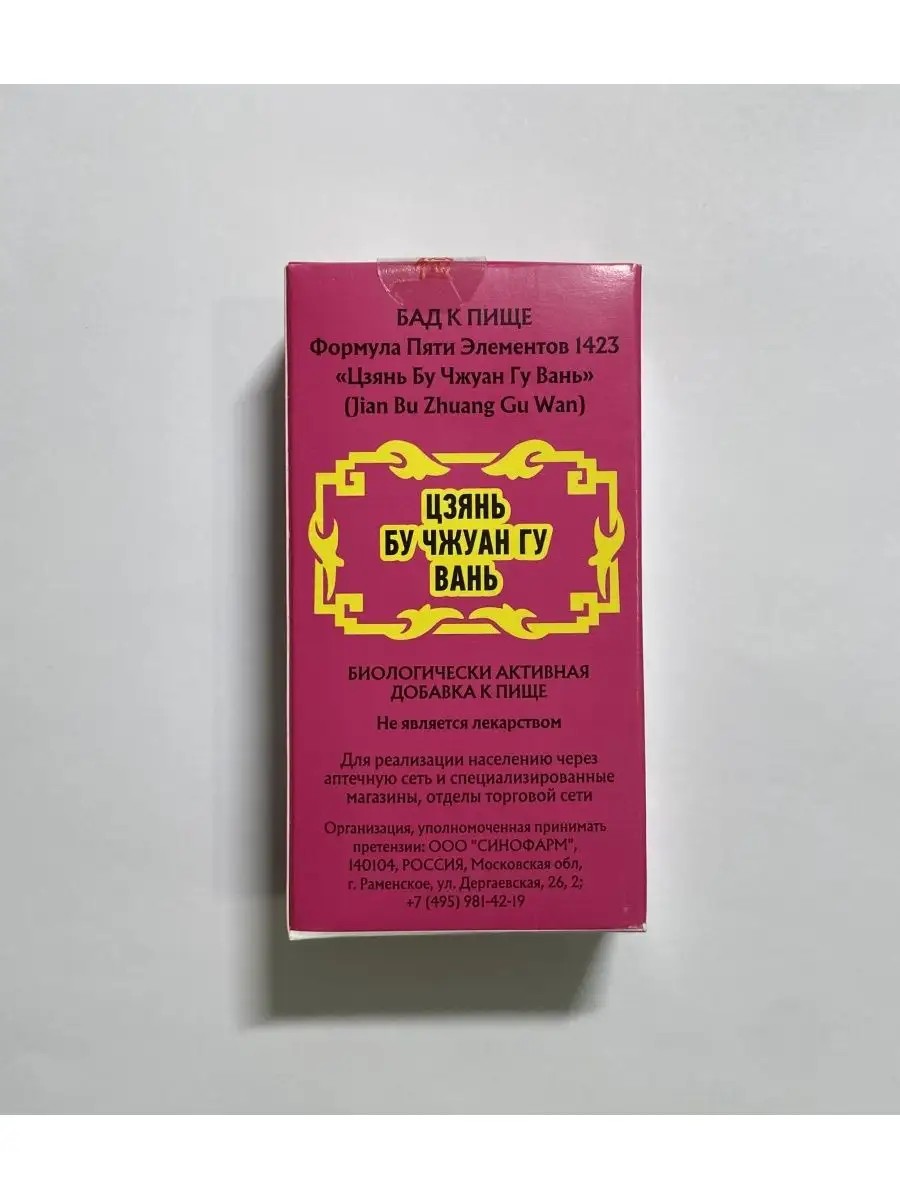 БАД К ПИЩЕ
Формула Пяти Элементов 1423
«Цзянь Бу Чжуан Гу Вань»
(Jian Bu Zhuang Gu Wan)
ЦЗЯНЬ
БУ ЧЖУАН ГУ
ВАНЬ
БИОЛОГИЧЕСКИ АКТИВНАЯ
ДОБАВКА К ПИЩЕ
Не является лекарством
Для реализации населению через
аптечную сеть и специализированные
магазины, отделы торговой сети
Организация, уполномоченная принимать
претензии: ООО "СИНОФАРМ",
140104, РОССИЯ, Московская обл,
г. Раменское, ул. Дергаевская, 26, 2;
+7 (495) 981-42-19